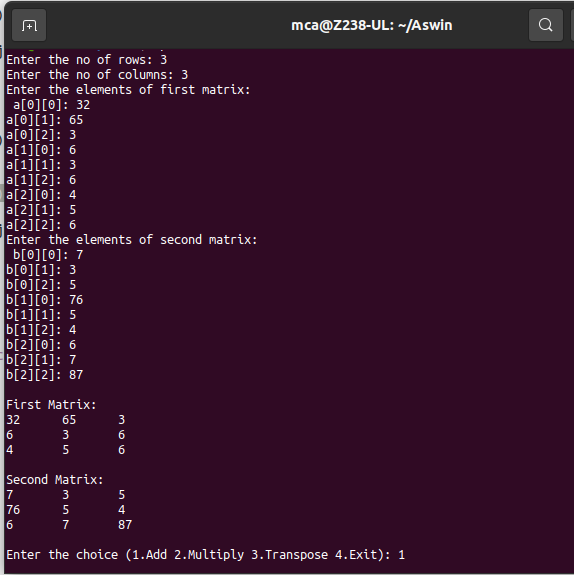 mca@Z238-UL: ~/Aswin
Enter the no of rows: 3
Enter the no of columns: 3
Enter the elements of first matrix:
 a[0][0]: 32
a[0][1]: 65
a[0][2]: 3
a[1][0]: 6
a[1][1]: 3
a[1][2]: 6
a[2][0]: 4
a[2][1]: 5
a[2][2]: 6
Enter the elements of second matrix:
 b[0][0]: 7
b[0][1]: 3
b[0][2]: 5
b[1][0]: 76
b[1][1]: 5
b[1][2]: 4
b[2][0]: 6
b[2][1]: 7
b[2][2]: 87
First Matrix:
32 65 3
6 3 6
4 5 6
Second Matrix:
7 3 5
76 5 4
6 7 87
Enter the choice (1.Add 2.Multiply 3.Transpose 4.Exit): 1